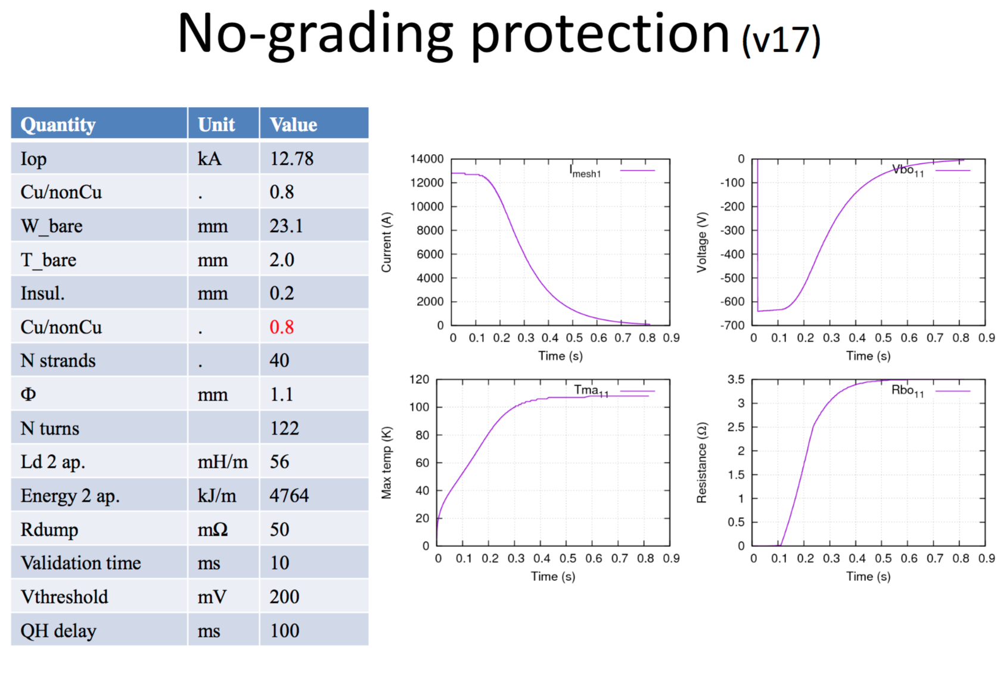 No-grading protection (v17)
Quantity Unit Value
Iop kA 12.78
Cu/nonCu . 0.8
W_bare mm 23.1
T_bare mm 2.0
Insul. mm 0.2
Cu/nonCu . 0.8
N strands . 40
Φ mm 1.1
N turns 122
Ld 2 ap. mH/m 56
Energy 2 ap. kJ/m 4764
Rdump mΩ 50
Validation time ms 10
Vthreshold mV 200
QH delay ms 100
14000
12000
10000
8000
6000
4000
2000
0
Current (A)
Imesh1
0 0.1 0.2 0.3 0.4 0.5 0.6 0.7 0.8 0.9
Time (s)
0
-100
-200
-300
-400
-500
-600
-700
Voltage (V)
Vbo11
0 0.1 0.2 0.3 0.4 0.5 0.6 0.7 0.8 0.9
Time (s)
120
100
80
60
40
20
0
Max temp (K)
Tma11
0 0.1 0.2 0.3 0.4 0.5 0.6 0.7 0.8 0.9
Time (s)
3.5
3
2.5
2
1.5
1
0.5
0
Resistance (Ω)
Rbo11
0 0.1 0.2 0.3 0.4 0.5 0.6 0.7 0.8 0.9
Time (s)